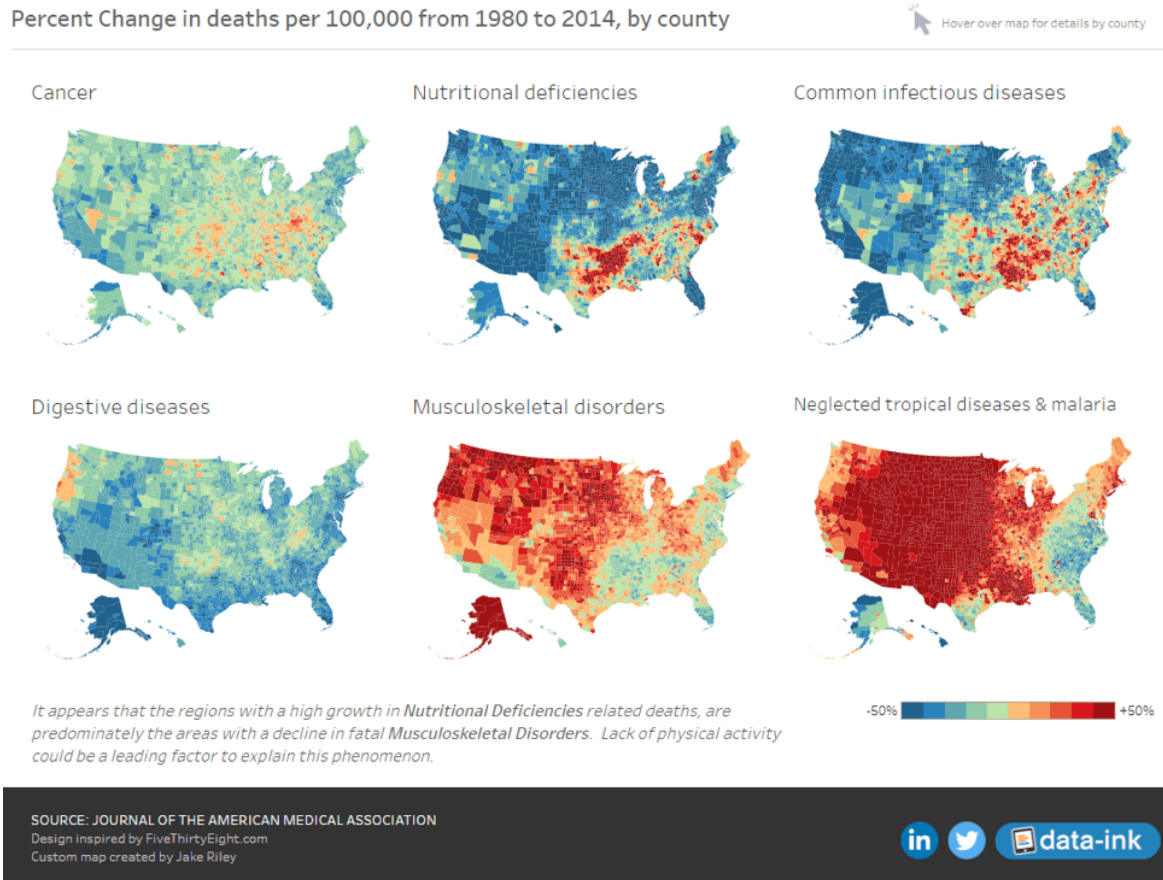 Percent Change in deaths per 100,000 from 1980 to 2014, by county
Hover over map for details by county
Cancer
Nutritional deficiencies
Common infectious diseases
Digestive diseases
Musculoskeletal disorders
Neglected tropical diseases & malaria
It appears that the regions with a high growth in Nutritional Deficiencies related deaths, are
predominately the areas with a decline in fatal Musculoskeletal Disorders.  Lack of physical activity
could be a leading factor to explain this phenomenon.
-50%
+50%
SOURCE: JOURNAL OF THE AMERICAN MEDICAL ASSOCIATION
Design inspired by FiveThirtyEight.com
Custom map created by Jake Riley
in
data-ink